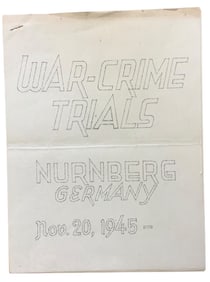 WAR-CRIME
TRIALS
NURNBERG
GERMANY
Nov. 20, 1945 -